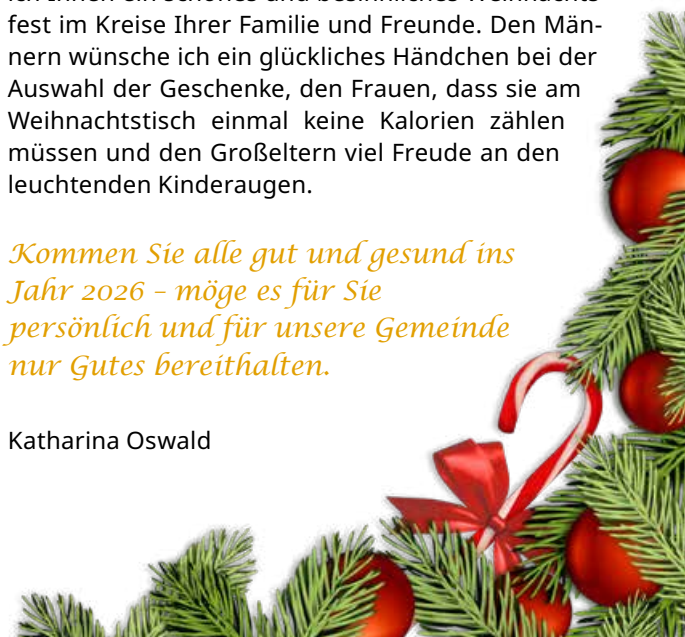 fest im Kreise Ihrer Familie und Freunde. Den Män-
nern wünsche ich ein glückliches Händchen bei der
Auswahl der Geschenke, den Frauen, dass sie am
Weihnachtstisch einmal keine Kalorien zählen
müssen und den Großeltern viel Freude an den
leuchtenden Kinderaugen.
Kommen Sie alle gut und gesund ins
Jahr 2026 – möge es für Sie
persönlich und für unsere Gemeinde
nur Gutes bereithalten.
Katharina Oswald